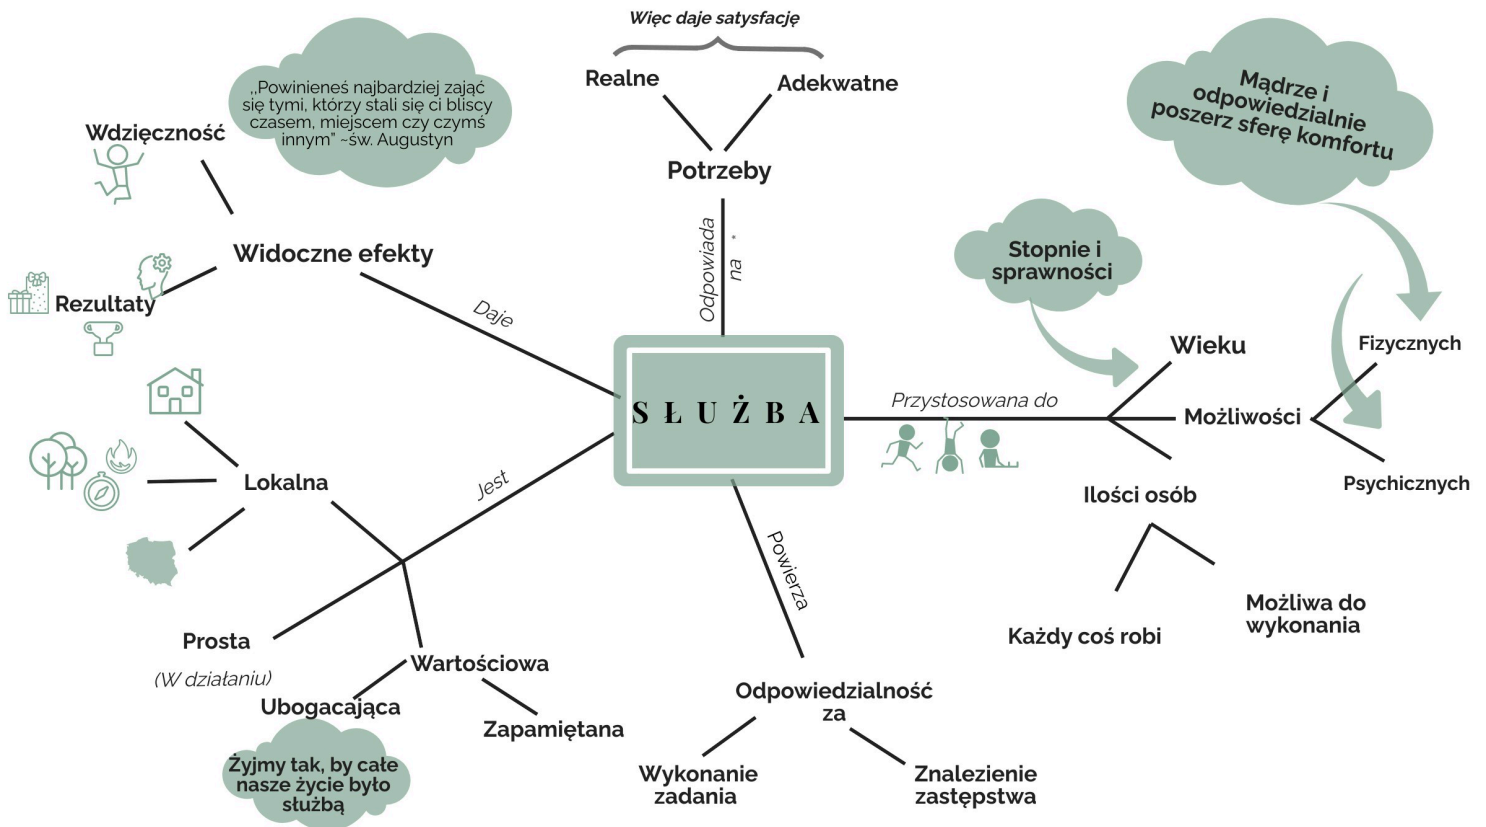 Więc daje satysfację
Realne
Adekwatne
Potrzeby
Odpowiada
na *
,,Powinieneś najbardziej zająć
się tymi, którzy stali się ci bliscy
czasem, miejscem czy czymś
innym" ~św. Augustyn
Wdzięczność
Widoczne efekty
Rezultaty
Daje
Mądrze i
odpowiedzialnie
poszerz sferę komfortu
Stopnie i
sprawności
SŁUŻBA
Przystosowana do
Wieku
Możliwości
Fizycznych
Psychicznych
Ilości osób
Każdy coś robi
Możliwa do
wykonania
Jest
Lokalna
Prosta
(W działaniu)
Wartościowa
Ubogacająca
Zapamiętana
Żyjmy tak, by całe
nasze życie było
służbą
Powierza
Odpowiedzialność
za
Wykonanie
zadania
Znalezienie
zastępstwa